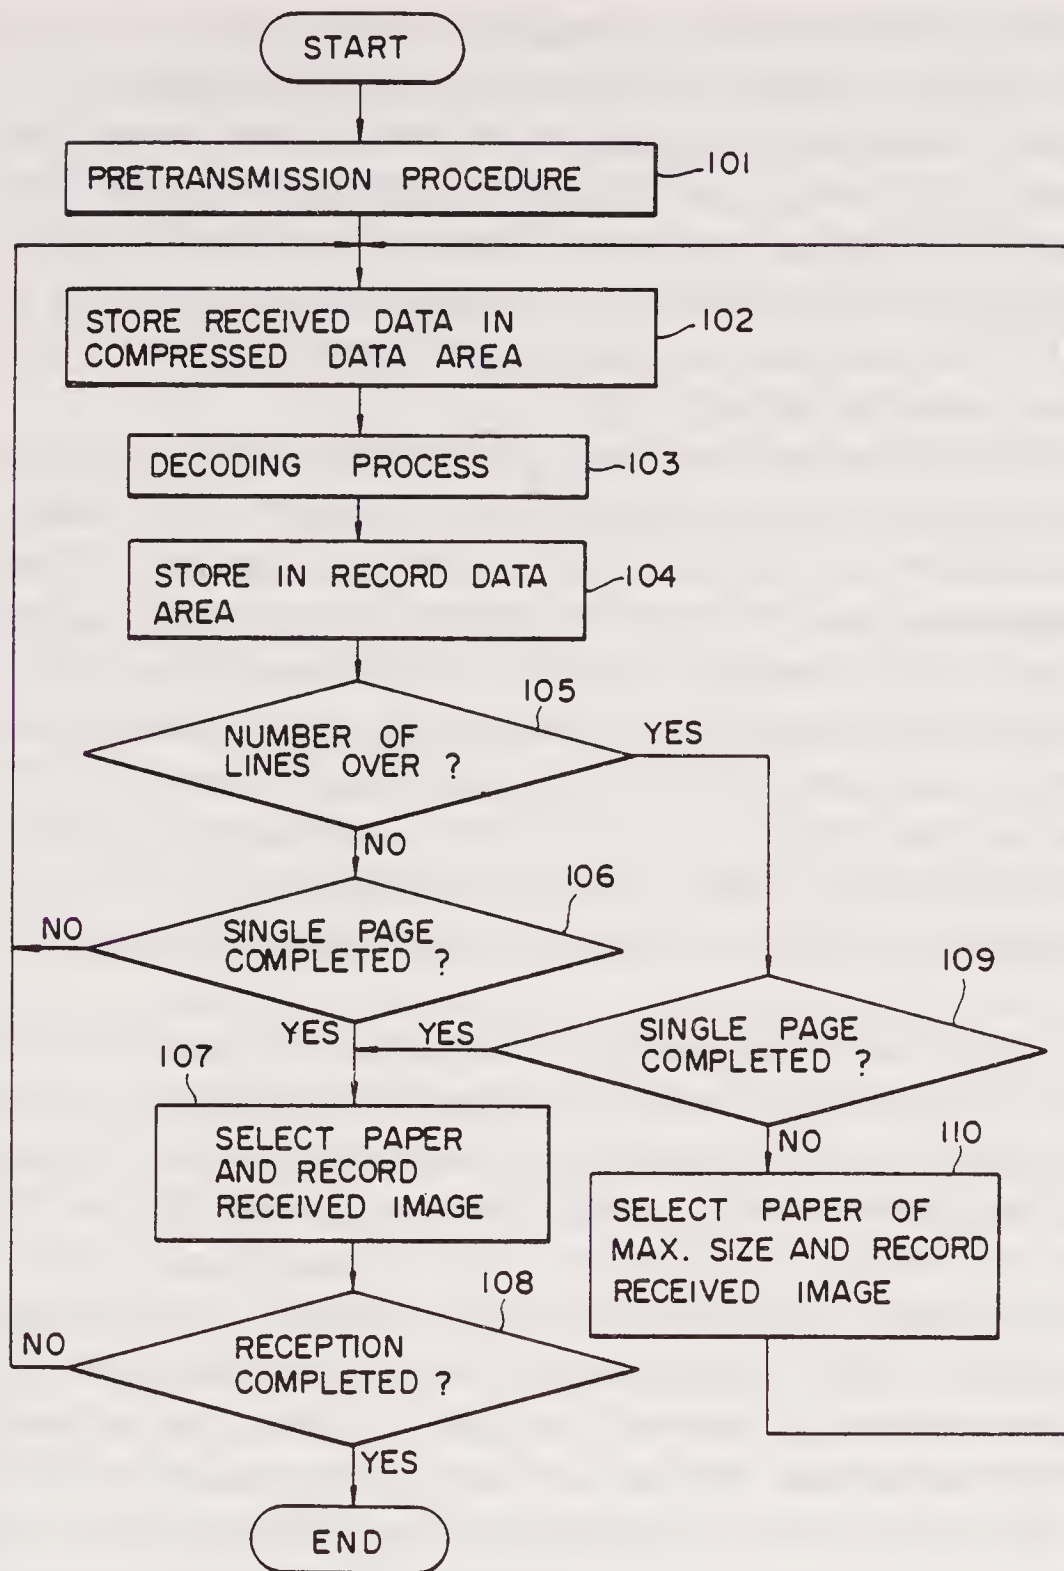 START
PRETRANSMISSION PROCEDURE
101
STORE RECEIVED DATA IN
COMPRESSED DATA AREA
102
DECODING PROCESS
103
STORE IN RECORD DATA
AREA
104
105
NUMBER OF
LINES OVER ?
YES
NO
106
SINGLE PAGE
COMPLETED ?
NO
YES
109
SINGLE PAGE
COMPLETED ?
YES
NO
107
SELECT PAPER
AND RECORD
RECEIVED IMAGE
110
SELECT PAPER OF
MAX. SIZE AND RECORD
RECEIVED IMAGE
108
RECEPTION
COMPLETED ?
NO
YES
END